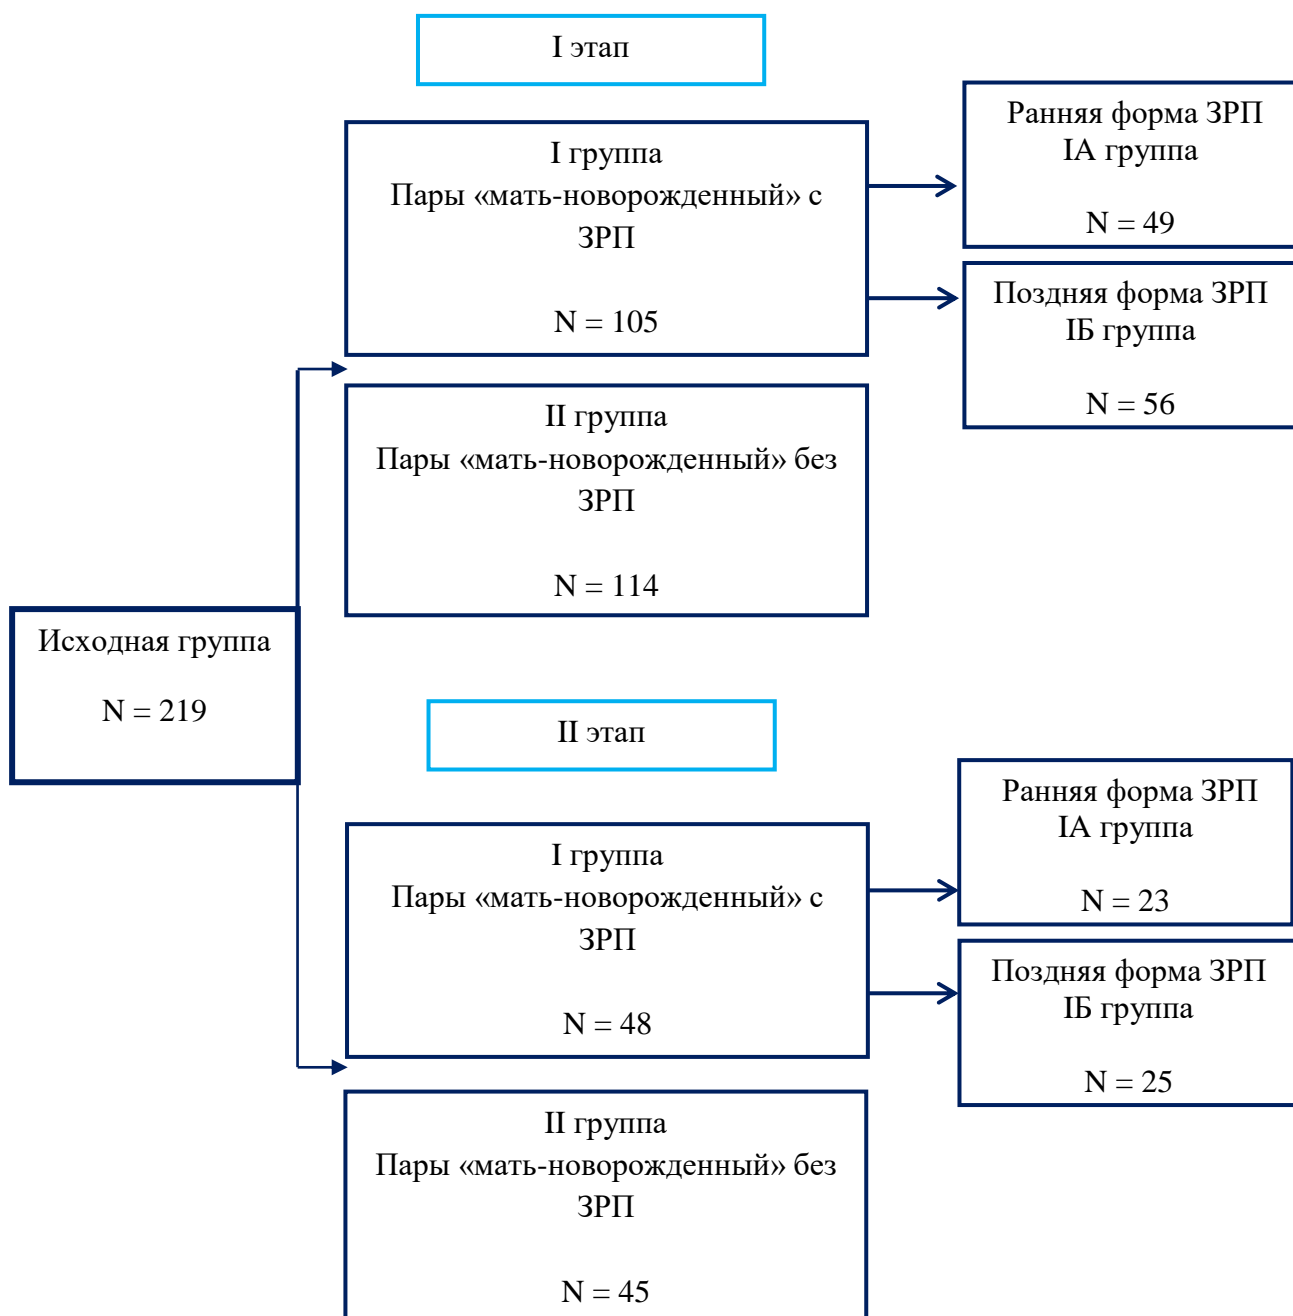 I этап
I группа
Пары «мать-новорожденный» с
ЗРП
N = 105
Ранняя форма ЗРП
IА группа
N = 49
Поздняя форма ЗРП
IБ группа
N = 56
II группа
Пары «мать-новорожденный» без
ЗРП
N = 114
Исходная группа
N = 219
II этап
I группа
Пары «мать-новорожденный» с
ЗРП
N = 48
Ранняя форма ЗРП
IА группа
N = 23
Поздняя форма ЗРП
IБ группа
N = 25
II группа
Пары «мать-новорожденный» без
ЗРП
N = 45